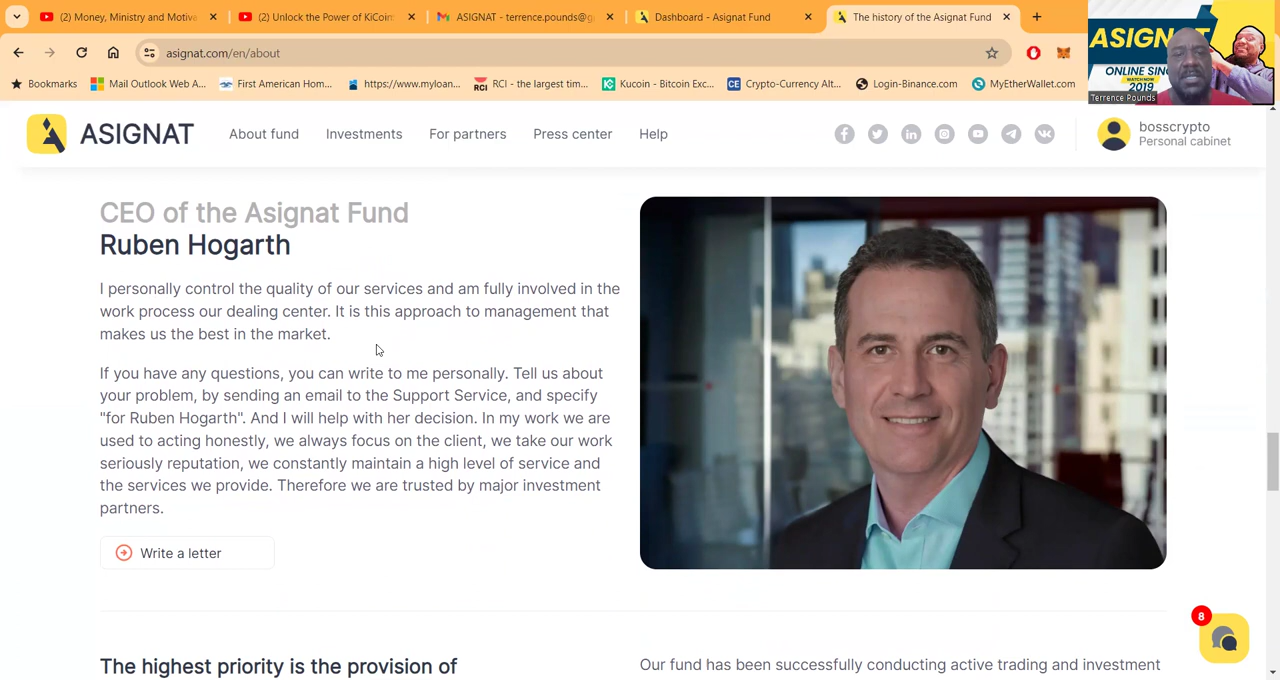 (2) Money, Ministry and Motiva
(2) Unlock the Power of KiCoin
ASIGNAT - terrence.pounds@g
Dashboard - Asignat Fund
The history of the Asignat Fund
asignat.com/en/about
Bookmarks
Mail Outlook Web A...
First American Hom...
https://www.myloan...
RCI - the largest tim...
Kucoin - Bitcoin Exc...
Crypto-Currency Alt...
Login-Binance.com
MyEtherWallet.com
ONLINE SINC
WATCH NOW
2019
Terrence Pounds
ASIGNAT
About fund
Investments
For partners
Press center
Help
bosscrypto
Personal cabinet
CEO of the Asignat Fund
Ruben Hogarth
I personally control the quality of our services and am fully involved in the
work process our dealing center. It is this approach to management that
makes us the best in the market.
If you have any questions, you can write to me personally. Tell us about
your problem, by sending an email to the Support Service, and specify
"for Ruben Hogarth". And I will help with her decision. In my work we are
used to acting honestly, we always focus on the client, we take our work
seriously reputation, we constantly maintain a high level of service and
the services we provide. Therefore we are trusted by major investment
partners.
Write a letter
8
The highest priority is the provision of
Our fund has been successfully conducting active trading and investment